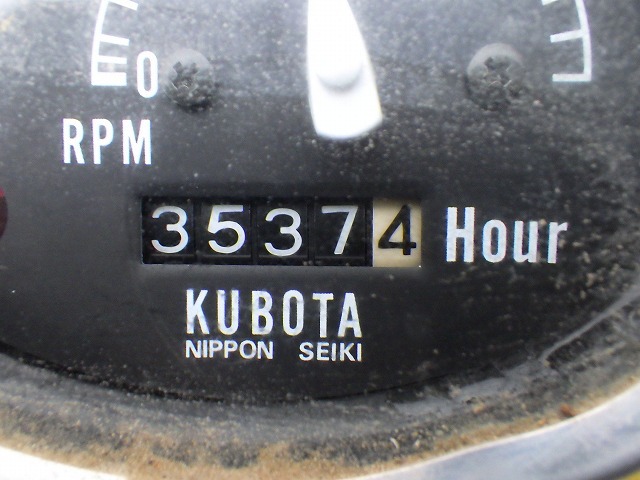 0
RPM
35374 Hour
KUBOTA
NIPPON SEIKI